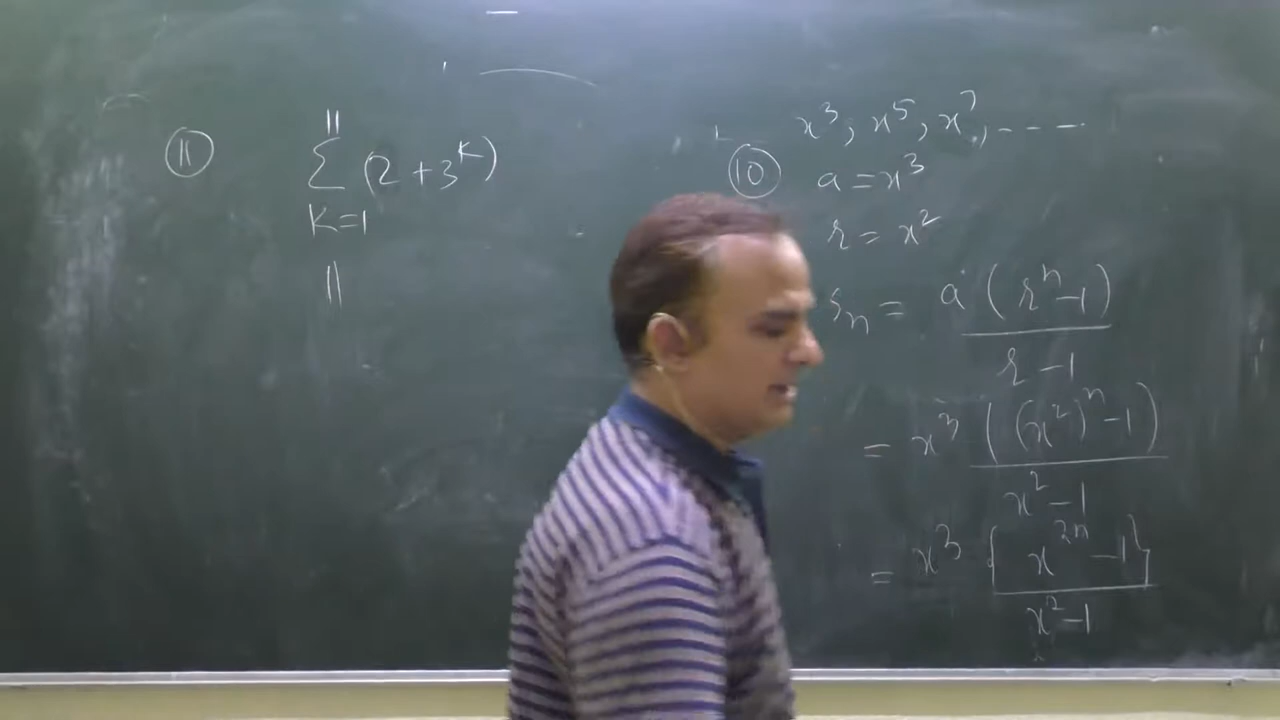 ⑪ 11
Σ (2 + 3^K)
K=1
11
x^3, x^5, x^7, ----
⑩ a = x^3
r = x^2
S_n = a (r^n - 1)
r - 1
= x^3 ((x^2)^n - 1)
x^2 - 1
= x^3 { x^2n - 1 }
x^2 - 1